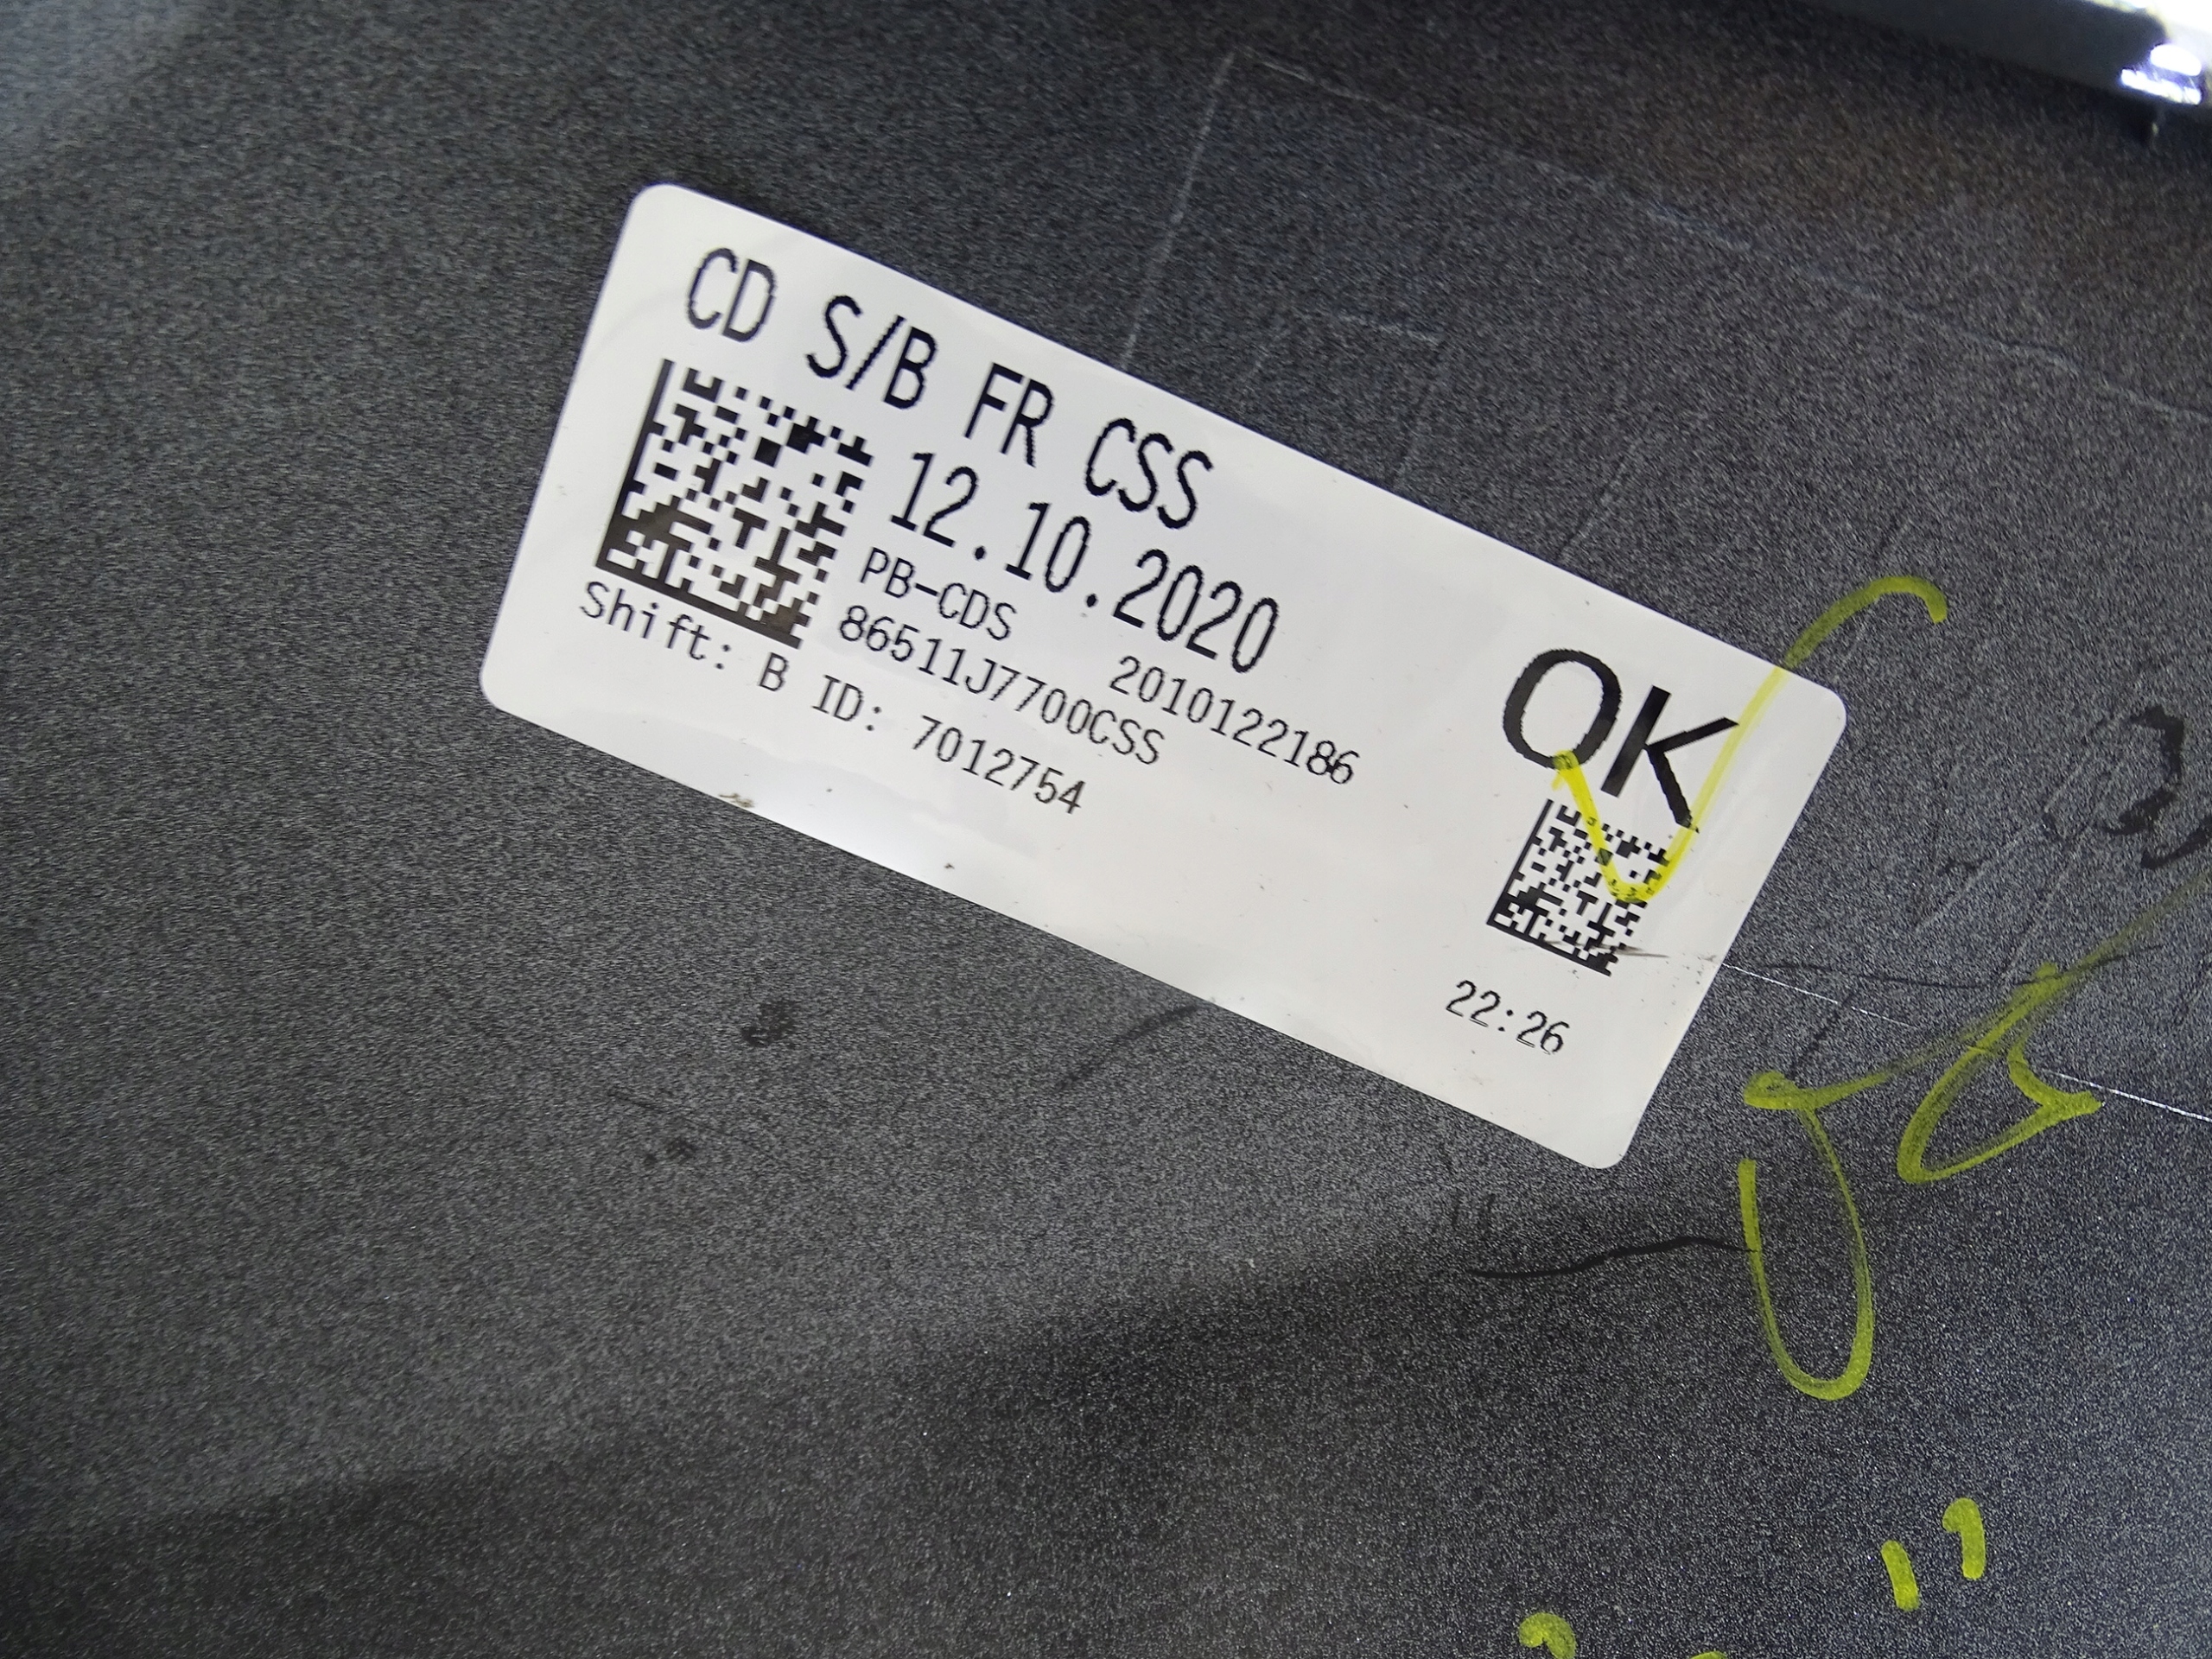 CD S/B FR CSS
12.10.2020
PB-CDS 2010122186
86511J7700CSS
Shift: B ID: 7012754
OK
22:26